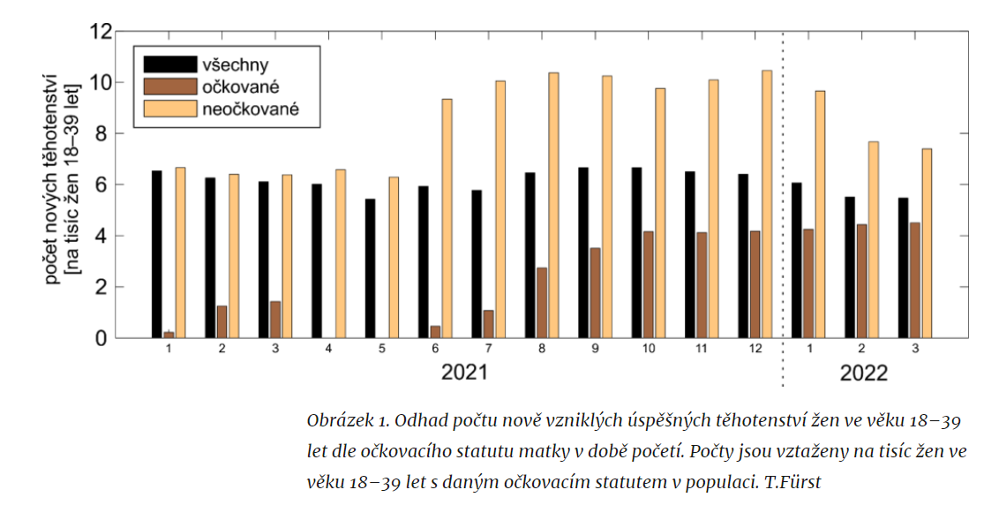 12
10
8
6
4
2
0
počet nových těhotenství
[na tisíc žen 18–39 let]
všechny
očkované
neočkované
1 2 3 4 5 6 7 8 9 10 11 12 1 2 3
2021 2022
Obrázek 1. Odhad počtu nově vzniklých úspěšných těhotenství žen ve věku 18–39
let dle očkovacího statutu matky v době početí. Počty jsou vztaženy na tisíc žen ve
věku 18–39 let s daným očkovacím statutem v populaci. T.Fürst